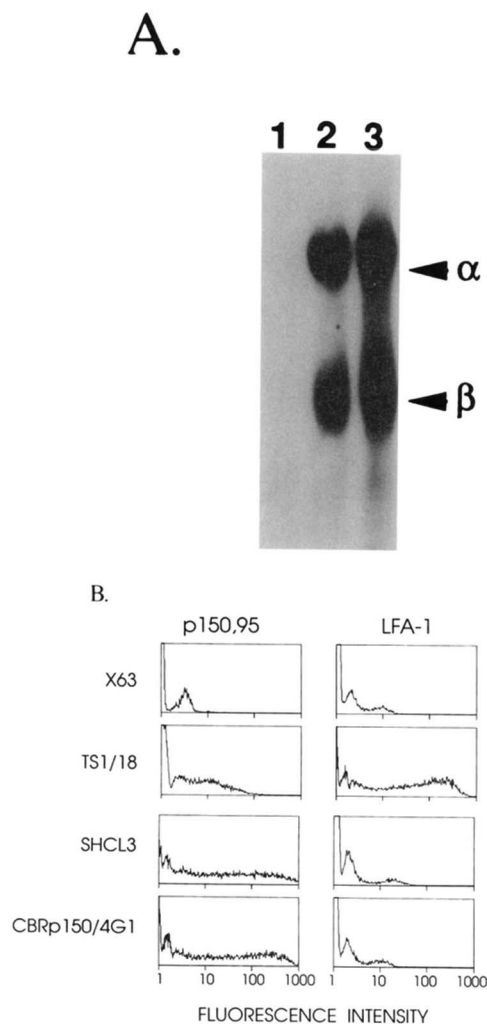 A.
1 2 3
α
β
B.
p150,95 LFA-1
X63
TS1/18
SHCL3
CBRp150/4G1
1 10 100 1000 1 10 100 1000
FLUORESCENCE INTENSITY